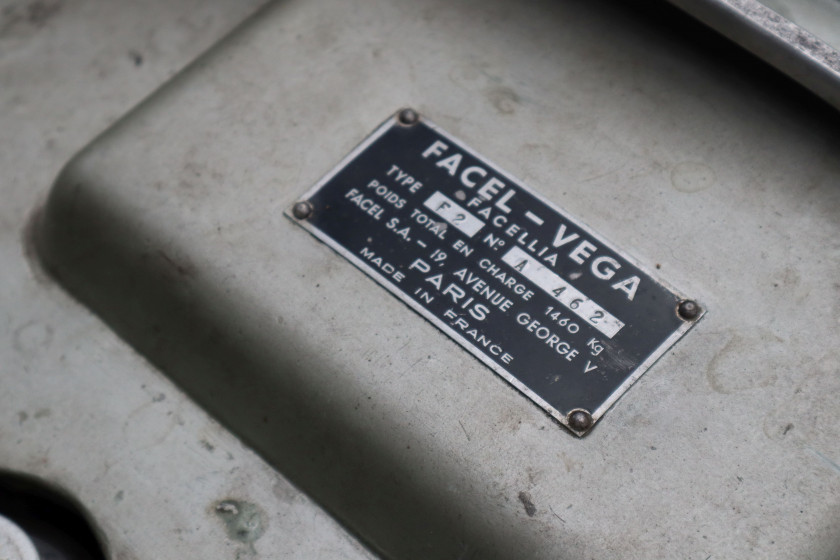 FACEL-VEGA
FACELLIA
TYPE F2 Nº A 462
POIDS TOTAL EN CHARGE 1460 Kg
FACEL S.A. - 19, AVENUE GEORGE V
PARIS
MADE IN FRANCE